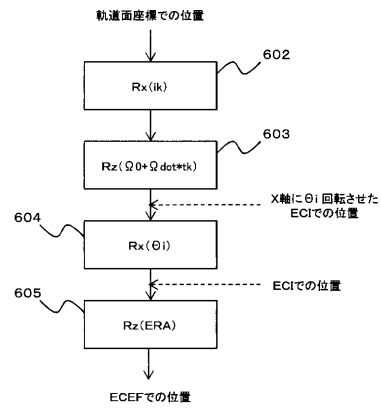 軌道面座標での位置
602
Rx(ik)
603
Rz(Ω0+Ωdot*tk)
X軸にθi回転させた
ECIでの位置
604
Rx(θi)
ECIでの位置
605
Rz(ERA)
ECEFでの位置